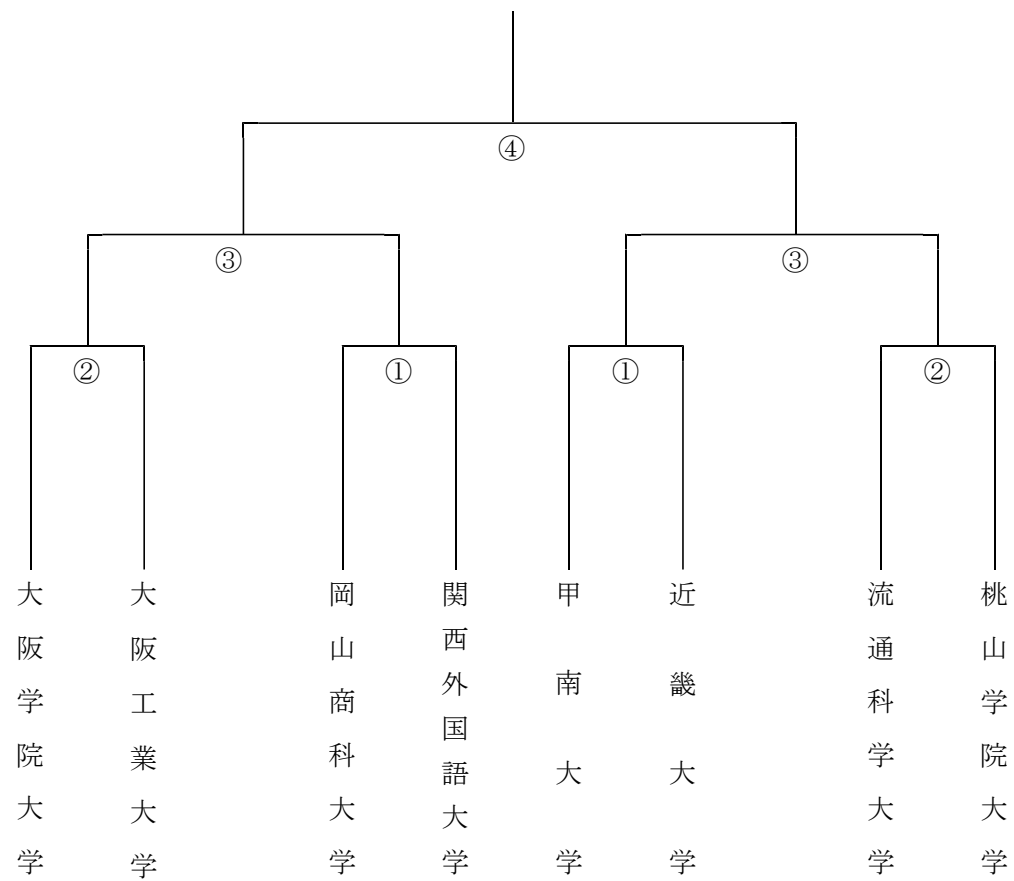 ④
③
③
②
①
①
②
大阪学院大学
大阪工業大学
岡山商科大学
関西外国語大学
甲南大学
近畿大学
流通科学大学
桃山学院大学